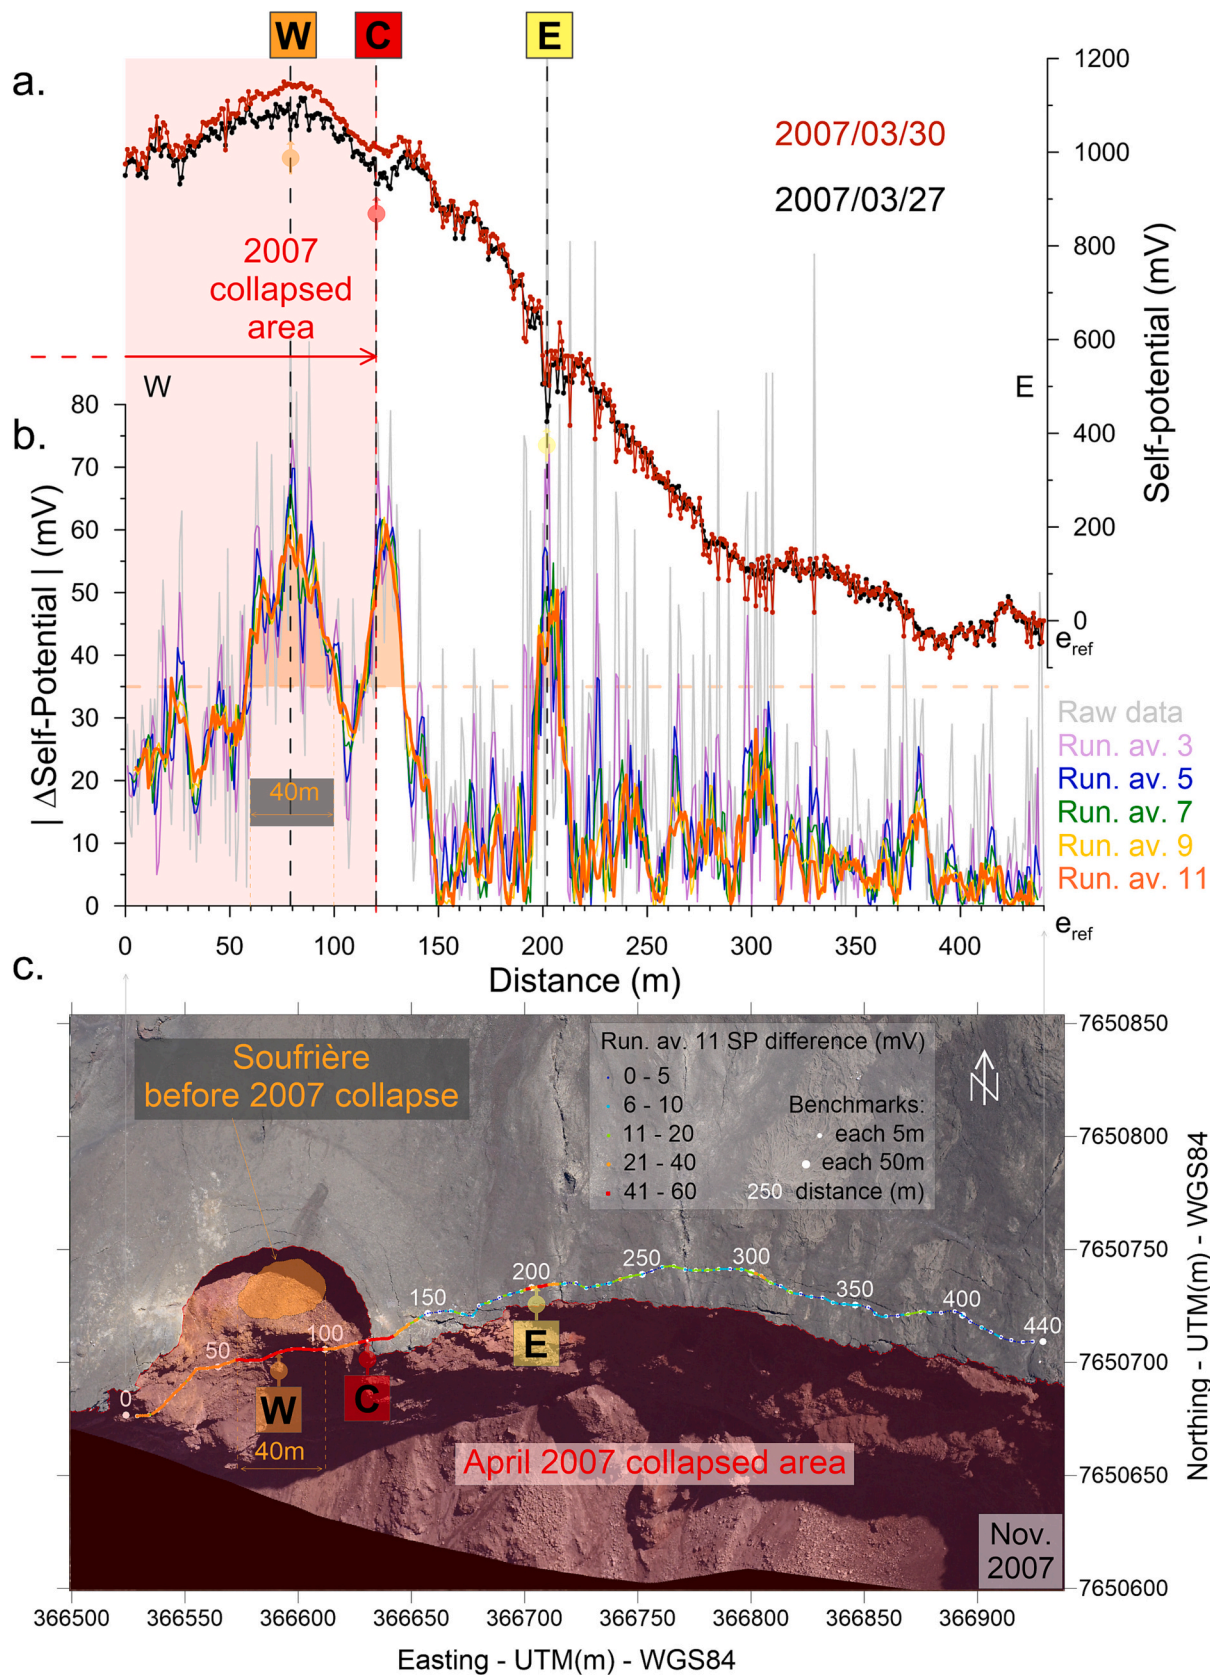 W
C
E
a.
1200
2007/03/30
1000
2007/03/27
800
2007
collapsed
area
600
Self-potential (mV)
W
E
400
200
0
e_ref
b.
80
70
60
50
40
30
20
10
0
| ΔSelf-Potential | (mV)
40m
Raw data
Run. av. 3
Run. av. 5
Run. av. 7
Run. av. 9
Run. av. 11
0
50
100
150
200
250
300
350
400
e_ref
Distance (m)
c.
Soufrière
before 2007 collapse
Run. av. 11 SP difference (mV)
0 - 5
6 - 10
11 - 20
21 - 40
41 - 60
Benchmarks:
each 5m
each 50m
250 distance (m)
N
0
50
100
150
200
250
300
350
400
440
W
C
E
40m
April 2007 collapsed area
Nov.
2007
7650850
7650800
7650750
7650700
7650650
7650600
Northing - UTM(m) - WGS84
366500
366550
366600
366650
366700
366750
366800
366850
366900
Easting - UTM(m) - WGS84